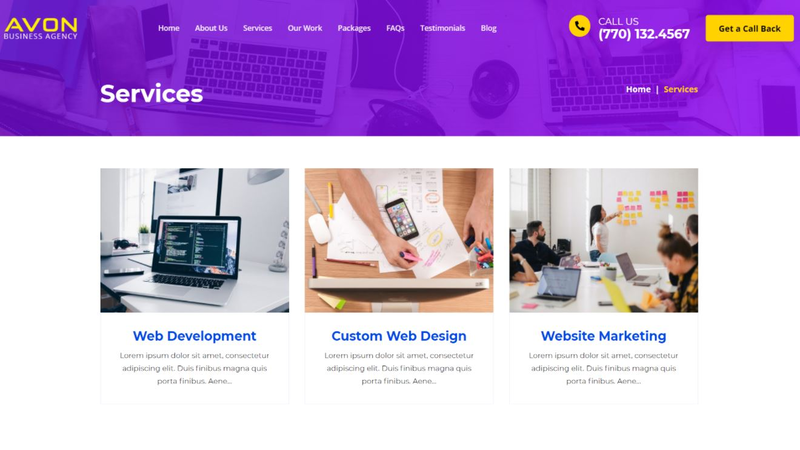 AVON
BUSINESS AGENCY
Home About Us Services Our Work Packages FAQs Testimonials Blog
CALL US
(770) 132.4567
Get a Call Back
Services
Home | Services
Web Development
Lorem ipsum dolor sit amet, consectetur
adipiscing elit. Duis finibus magna quis
porta finibus. Aene...
Custom Web Design
Lorem ipsum dolor sit amet, consectetur
adipiscing elit. Duis finibus magna quis
porta finibus. Aene...
Website Marketing
Lorem ipsum dolor sit amet, consectetur
adipiscing elit. Duis finibus magna quis
porta finibus. Aene...